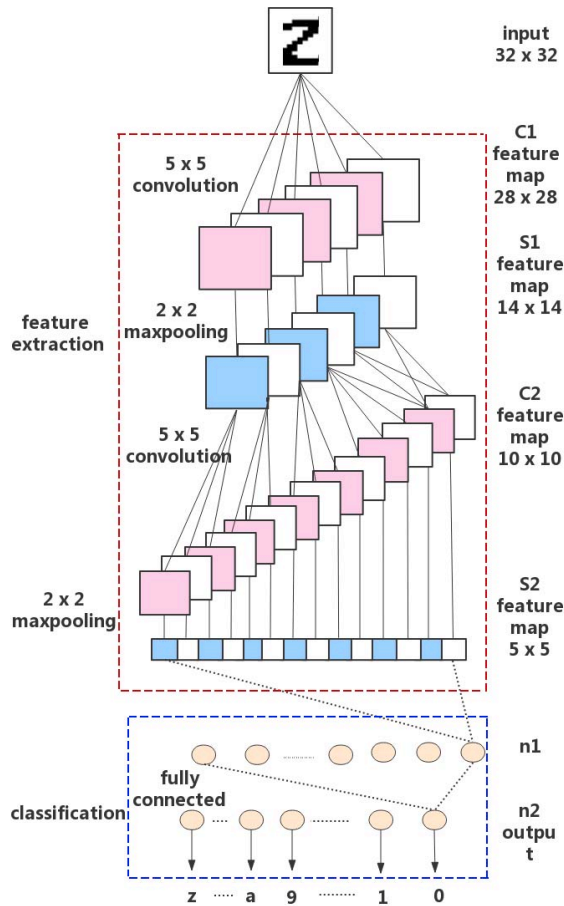 input
32 x 32
C1
feature
map
28 x 28
5 x 5
convolution
S1
feature
map
14 x 14
2 x 2
maxpooling
feature
extraction
C2
feature
map
10 x 10
5 x 5
convolution
S2
feature
map
5 x 5
2 x 2
maxpooling
n1
fully
connected
classification
n2
outpu
t
z ..... a 9 ......... 1 0